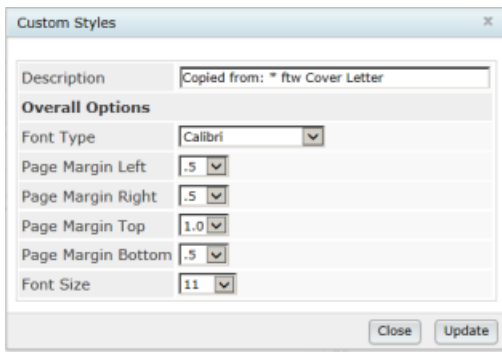 Custom Styles x
Description Copied from: * ftw Cover Letter
Overall Options
Font Type Calibri
Page Margin Left .5
Page Margin Right .5
Page Margin Top 1.0
Page Margin Bottom .5
Font Size 11
Close Update